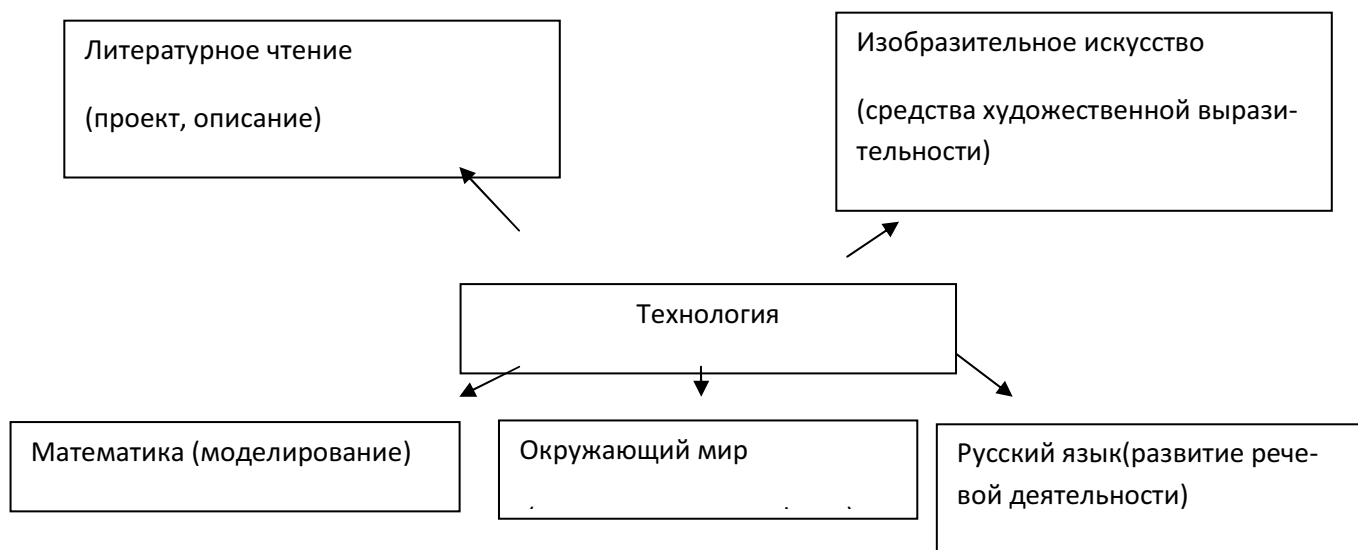 Литературное чтение
(проект, описание)
Изобразительное искусство
(средства художественной вырази-
тельности)
Технология
Математика (моделирование)
Окружающий мир
Русский язык(развитие рече-
вой деятельности)